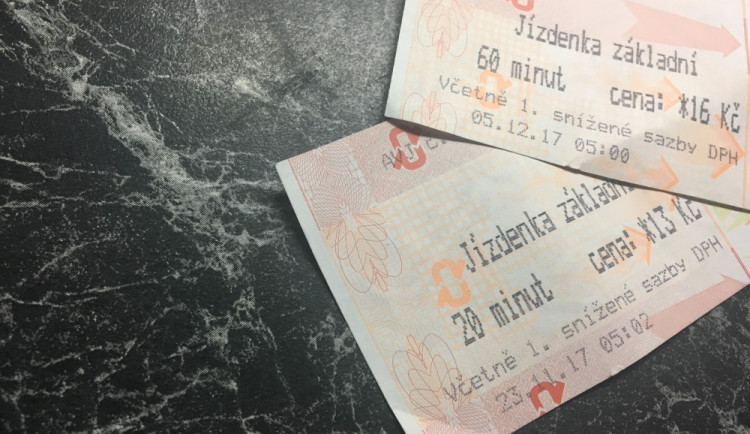 Jízdenka základní
60 minut cena: *16 Kč
Včetně 1. snížené sazby DPH
05.12.17 05:00
AVJ
Jízdenka základní
20 minut cena: *13 Kč
Včetně 1. snížené sazby DPH
23.11.17 05:02